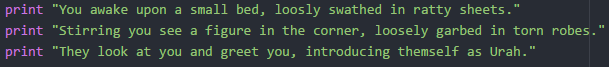 print "You awake upon a small bed, loosly swathed in ratty sheets."
print "Stirring you see a figure in the corner, loosely garbed in torn robes."
print "They look at you and greet you, introducing themself as Urah."